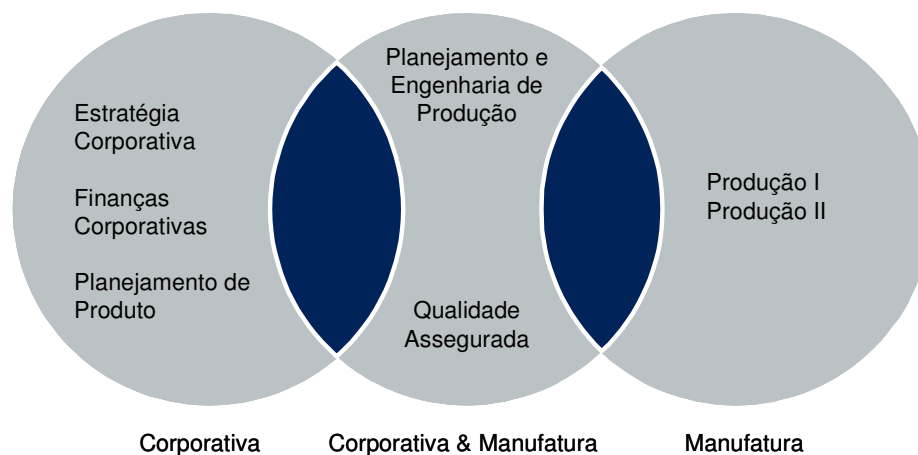 Estratégia
Corporativa
Finanças
Corporativas
Planejamento de
Produto
Planejamento e
Engenharia de
Produção
Qualidade
Assegurada
Produção I
Produção II
Corporativa
Corporativa & Manufatura
Manufatura